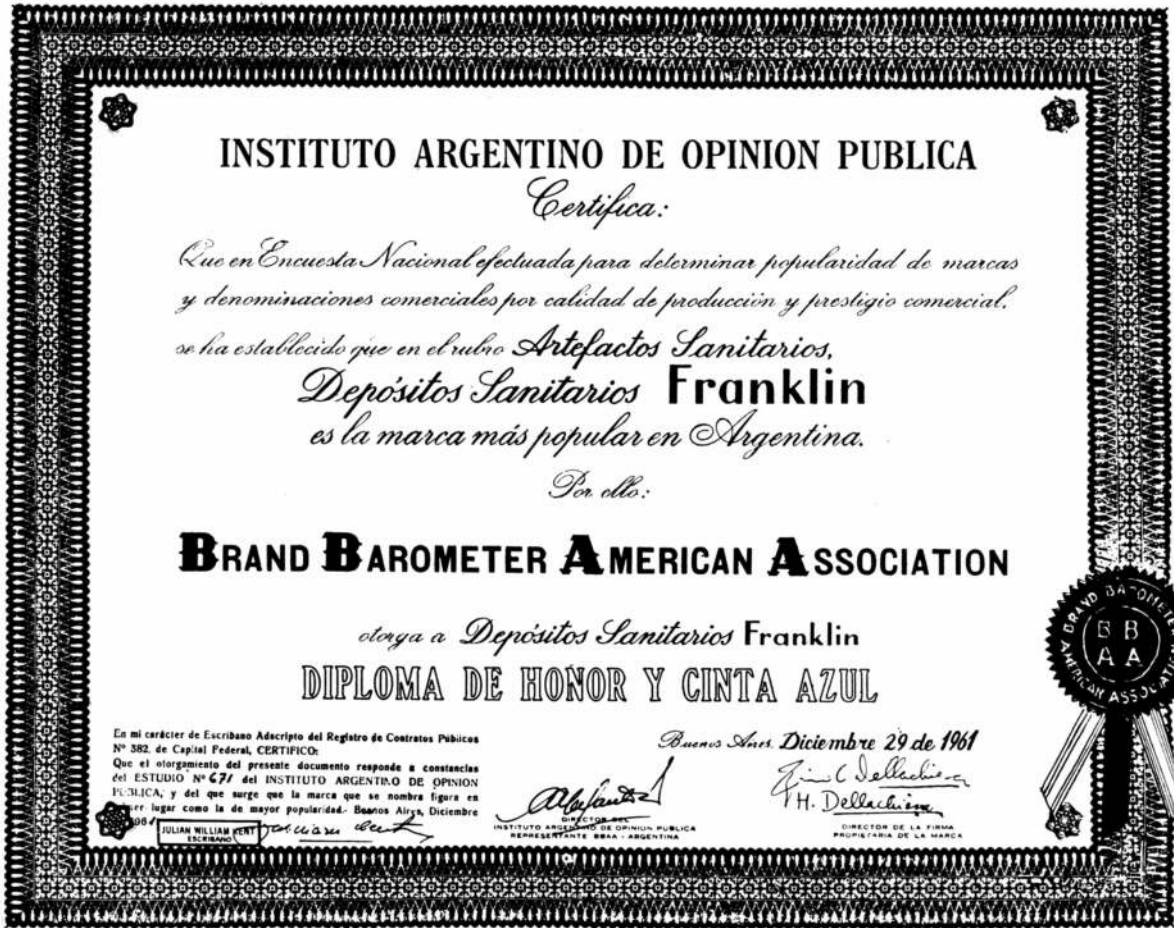 INSTITUTO ARGENTINO DE OPINION PUBLICA
Certifica:
Que en Encuesta Nacional efectuada para determinar popularidad de marcas
y denominaciones comerciales por calidad de producción y prestigio comercial.
se ha establecido que en el rubro Artefactos Sanitarios,
Depósitos Sanitarios Franklin
es la marca más popular en Argentina.
Por ello:
BRAND BAROMETER AMERICAN ASSOCIATION
otorga a Depósitos Sanitarios Franklin
DIPLOMA DE HONOR Y CINTA AZUL
En mi carácter de Escribano Adscripto del Registro de Contratos Públicos
Nº 382. de Capital Federal, CERTIFICO:
Que el otorgamiento del presente documento responde a constancias
del ESTUDIO Nº 671 del INSTITUTO ARGENTINO DE OPINION
PUBLICA, y del que surge que la marca que se nombra figura en
lugar como la de mayor popularidad.- Buenos Aires, Diciembre
JULIAN WILLIAM KENT
ESCRIBANO
Buenos Aires, Diciembre 29 de 1961
DIRECTOR DEL
INSTITUTO ARGENTINO DE OPINION PUBLICA
REPRESENTANTE BBAA - ARGENTINA
H. Dellachiesa
DIRECTOR DE LA FIRMA
PROPIETARIA DE LA MARCA
BRAND BAROME
AMERICAN ASSOCIA
B B
A A